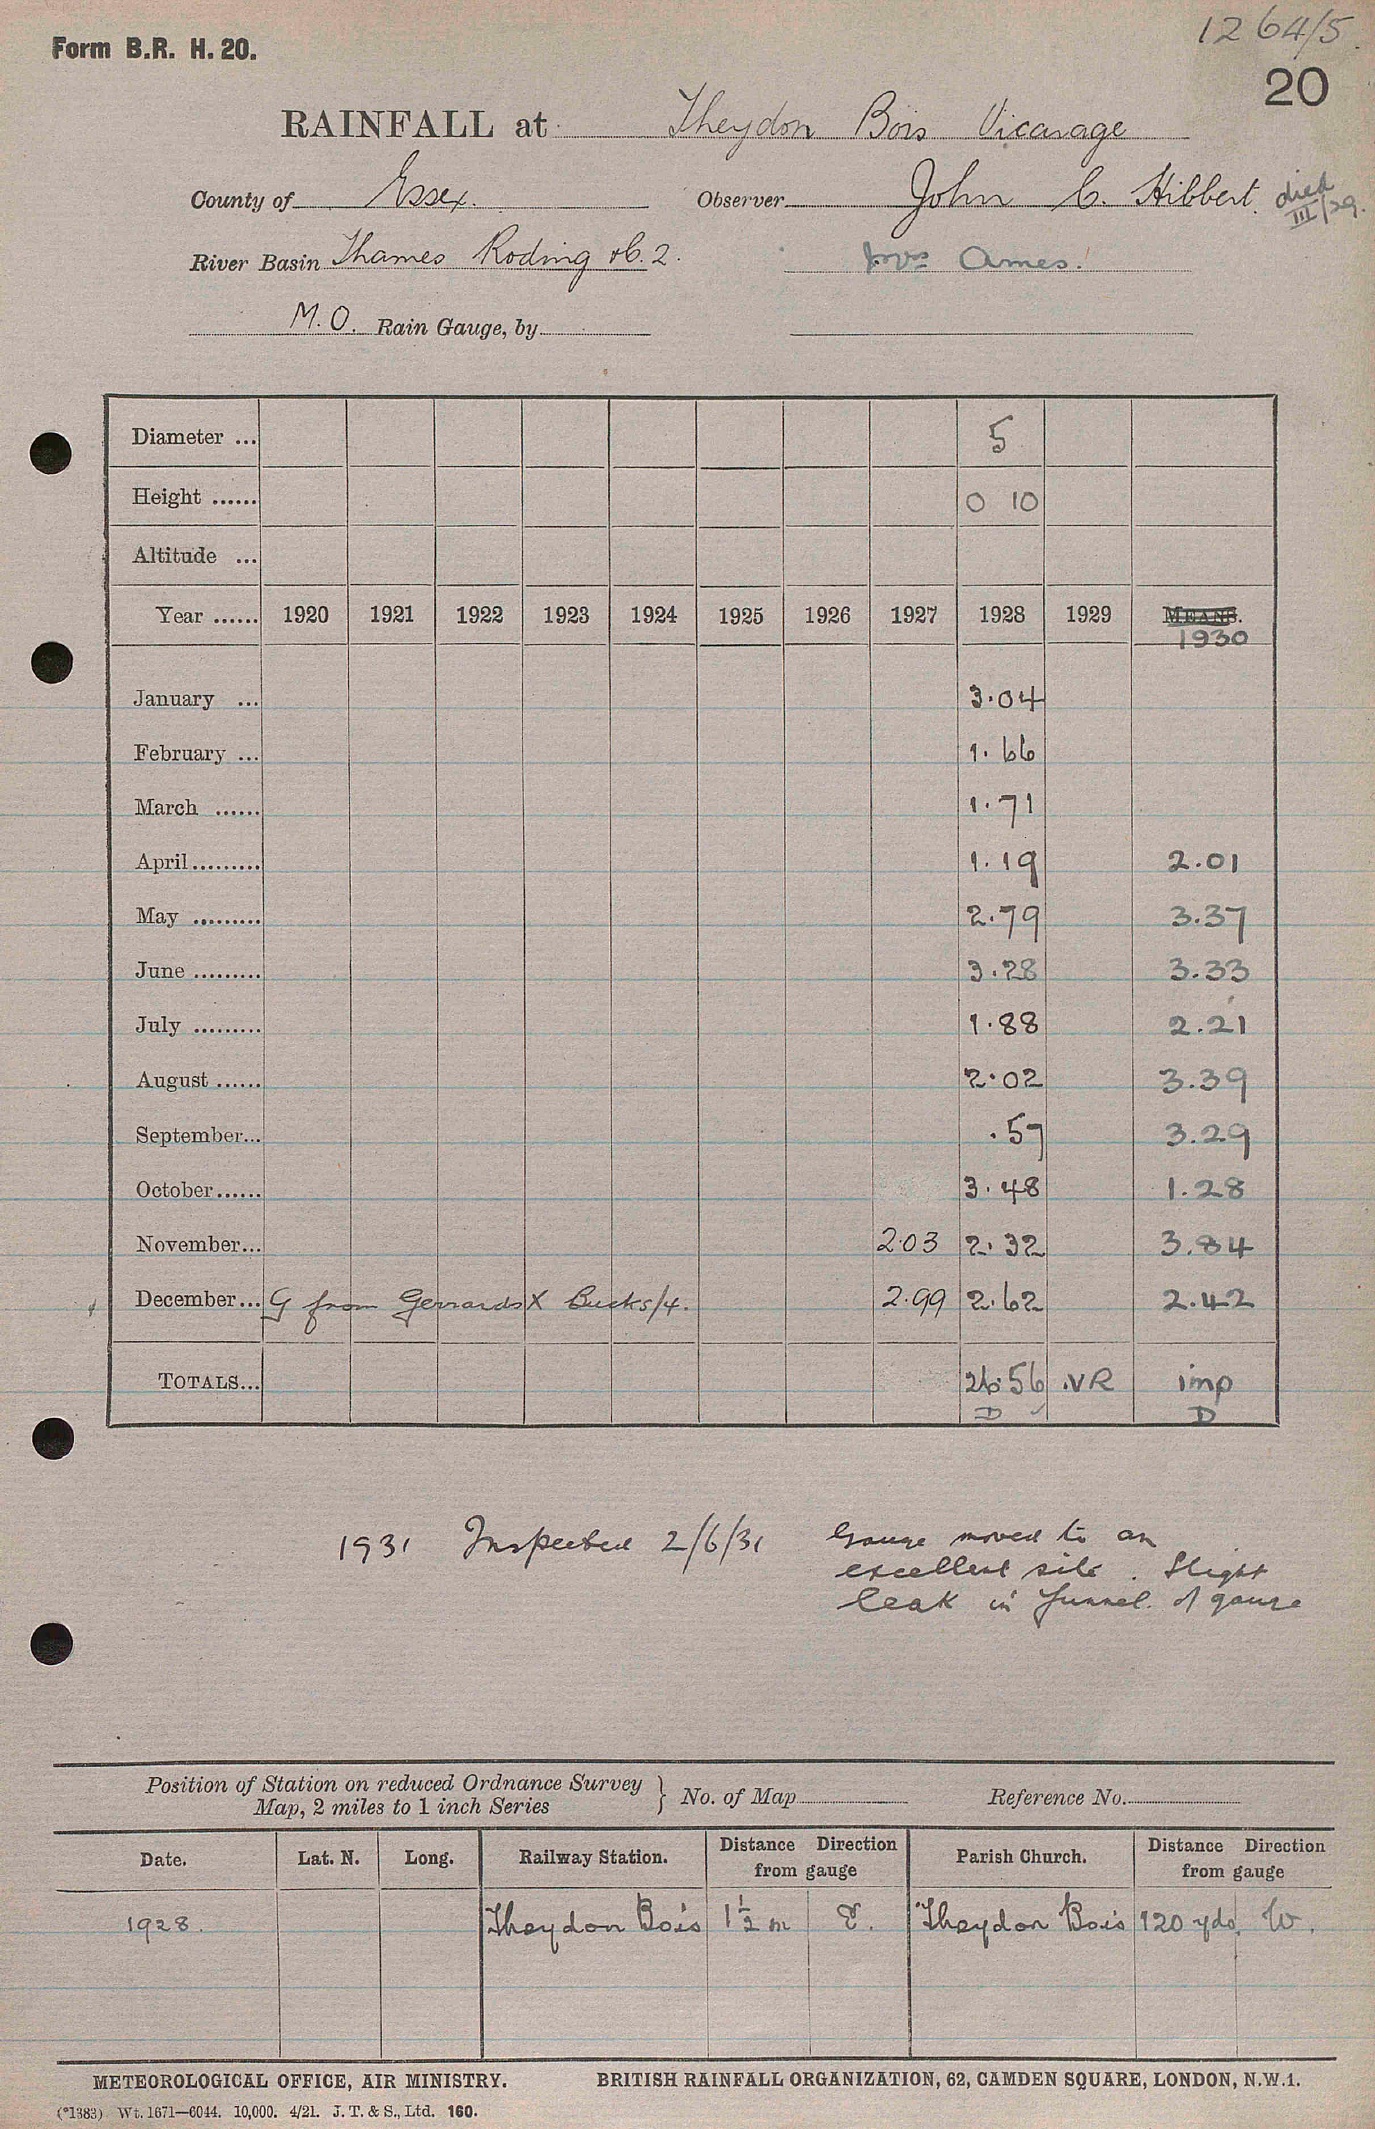 1264/5.
Form B.R. H. 20.
20
RAINFALL at Theydon Bois Vicarage
County of Essex. Observer John C. Hibbert. died III/29.
River Basin Thames Roding 2. Mrs Ames.
M.O. Rain Gauge, by
Diameter ... 5
Height ...... 0 10
Altitude ...
Year ...... 1920 1921 1922 1923 1924 1925 1926 1927 1928 1929 MEANS.
1930
January ... 3.04
February ... 1.66
March ...... 1.71
April ......... 1.19 2.01
May ......... 2.79 3.37
June ......... 3.28 3.33
July ......... 1.88 2.21
August ...... 2.02 3.39
September... .57 3.29
October...... 3.48 1.28
November... 2.03 2.32 3.84
December... G from Gerrards X Bucks/4. 2.99 2.62 2.42
TOTALS... 26.56 .VR imp
D ✓ D
1931 Inspected 2/6/31 Gauge moved to an
excellent site. Slight
leak in funnel of gauge
Position of Station on reduced Ordnance Survey
Map, 2 miles to 1 inch Series } No. of Map Reference No.
Date. Lat. N. Long. Railway Station. Distance Direction from gauge Parish Church. Distance Direction from gauge
1928. Theydon Bois 1½ m E. Theydon Bois 120 yds. W.
METEOROLOGICAL OFFICE, AIR MINISTRY. BRITISH RAINFALL ORGANIZATION, 62, CAMDEN SQUARE, LONDON, N.W.1.
(*1383) Wt. 1671—6044. 10,000. 4/21. J. T. & S., Ltd. 160.